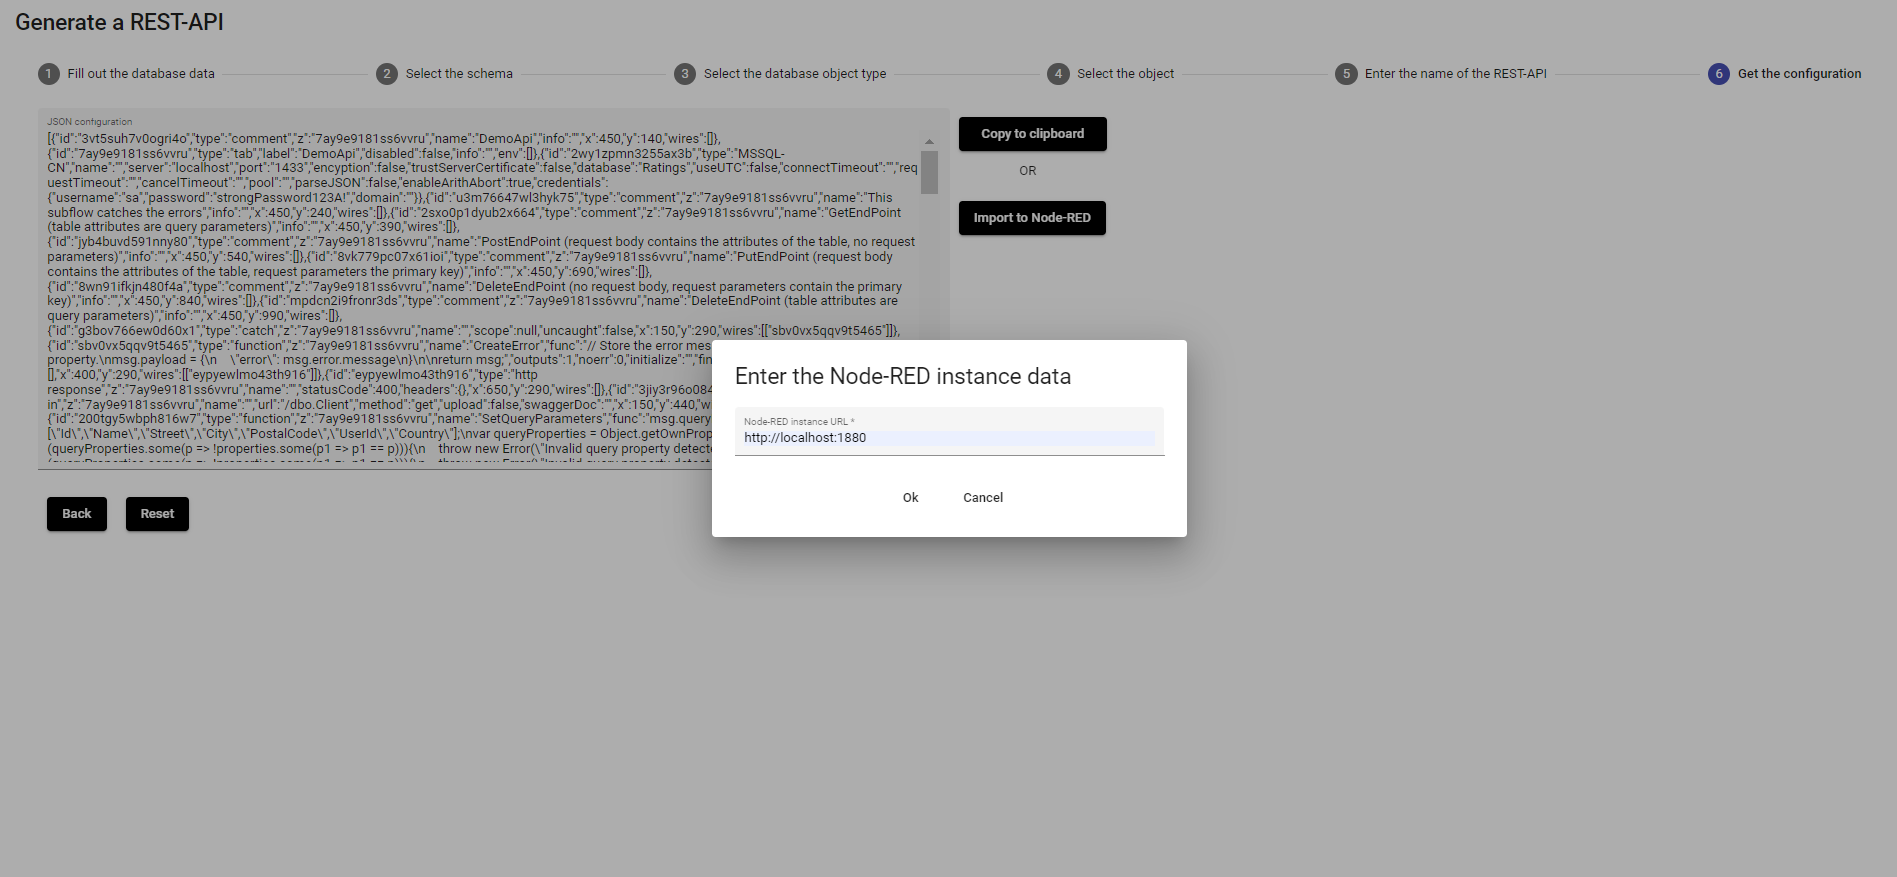 Generate a REST-API
1 Fill out the database data
2 Select the schema
3 Select the database object type
4 Select the object
5 Enter the name of the REST-API
6 Get the configuration
JSON configuration
[{"id":"3vt5suh7v0ogri4o","type":"comment","z":"7ay9e9181ss6vvru","name":"DemoApi","info":"","x":450,"y":140,"wires":[]},
{"id":"7ay9e9181ss6vvru","type":"tab","label":"DemoApi","disabled":false,"info":"","env":[]},{"id":"2wy1zpmn3255ax3b","type":"MSSQL-
CN","name":"","server":"localhost","port":"1433","encyption":false,"trustServerCertificate":false,"database":"Ratings","useUTC":false,"connectTimeout":"","req
uestTimeout":"","cancelTimeout":"","pool":"","parseJSON":false,"enableArithAbort":true,"credentials":
{"username":"sa","password":"strongPassword123A!","domain":""}},{"id":"u3m76647wl3hyk75","type":"comment","z":"7ay9e9181ss6vvru","name":"This
subflow catches the errors","info":"","x":450,"y":240,"wires":[]},{"id":"2sxo0p1dyub2x664","type":"comment","z":"7ay9e9181ss6vvru","name":"GetEndPoint
(table attributes are query parameters)","info":"","x":450,"y":390,"wires":[]},
{"id":"jyb4buvd591nny80","type":"comment","z":"7ay9e9181ss6vvru","name":"PostEndPoint (request body contains the attributes of the table, no request
parameters)","info":"","x":450,"y":540,"wires":[]},{"id":"8vk779pc07x61ioi","type":"comment","z":"7ay9e9181ss6vvru","name":"PutEndPoint (request body
contains the attributes of the table, request parameters the primary key)","info":"","x":450,"y":690,"wires":[]},
{"id":"8wn91ifkjn480f4a","type":"comment","z":"7ay9e9181ss6vvru","name":"DeleteEndPoint (no request body, request parameters contain the primary
key)","info":"","x":450,"y":840,"wires":[]},{"id":"mpdcn2i9fronr3ds","type":"comment","z":"7ay9e9181ss6vvru","name":"DeleteEndPoint (table attributes are
query parameters)","info":"","x":450,"y":990,"wires":[]},
{"id":"g3bov766ew0d60x1","type":"catch","z":"7ay9e9181ss6vvru","name":"","scope":null,"uncaught":false,"x":150,"y":290,"wires":[["sbv0vx5qqv9t5465"]]},
{"id":"sbv0vx5qqv9t5465","type":"function","z":"7ay9e9181ss6vvru","name":"CreateError","func":"// Store the error mes
property.\nmsg.payload = {\n    \"error\": msg.error.message\n}\n\nreturn msg;","outputs":1,"noerr":0,"initialize":"","fin
[],"x":400,"y":290,"wires":[["eypyewlmo43th916"]]},{"id":"eypyewlmo43th916","type":"http
response","z":"7ay9e9181ss6vvru","name":"","statusCode":400,"headers":{},"x":650,"y":290,"wires":[]},{"id":"3jiy3r96o084
in","z":"7ay9e9181ss6vvru","name":"","url":"/dbo.Client","method":"get","upload":false,"swaggerDoc":"","x":150,"y":440,"w
{"id":"200tgy5wbph816w7","type":"function","z":"7ay9e9181ss6vvru","name":"SetQueryParameters","func":"msg.query
[\"Id\",\"Name\",\"Street\",\"City\",\"PostalCode\",\"UserId\",\"Country\"];\nvar queryProperties = Object.getOwnProp
(queryProperties.some(p => !properties.some(p1 => p1 == p))){\n    throw new Error(\"Invalid query property detecte
Copy to clipboard
OR
Import to Node-RED
Enter the Node-RED instance data
Node-RED instance URL *
http://localhost:1880
Ok Cancel
Back Reset